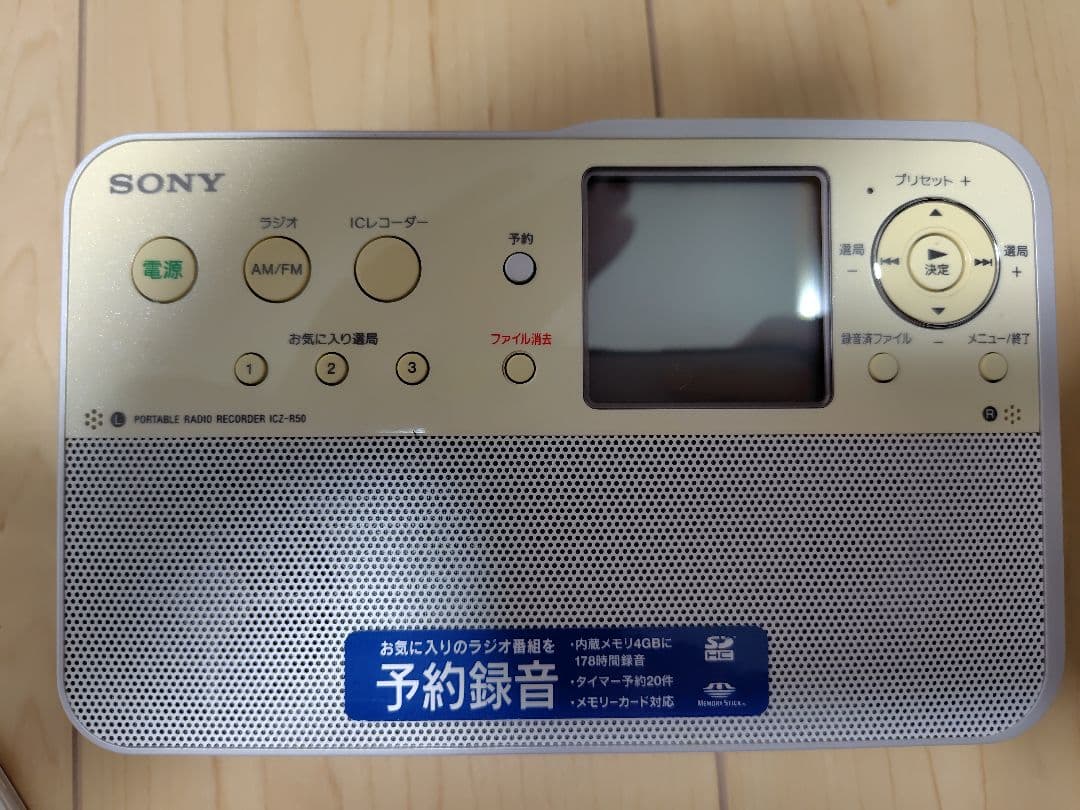 SONY
ラジオ
ICレコーダー
電源
AM/FM
予約
お気に入り選局
1
2
3
ファイル消去
L PORTABLE RADIO RECORDER ICZ-R50
プリセット +
選局
−
決定
選局
+
−
録音済ファイル
メニュー/終了
R
お気に入りのラジオ番組を
予約録音
・内蔵メモリ4GBに
178時間録音
・タイマー予約20件
・メモリーカード対応
SD
HC
MEMORY STICK™